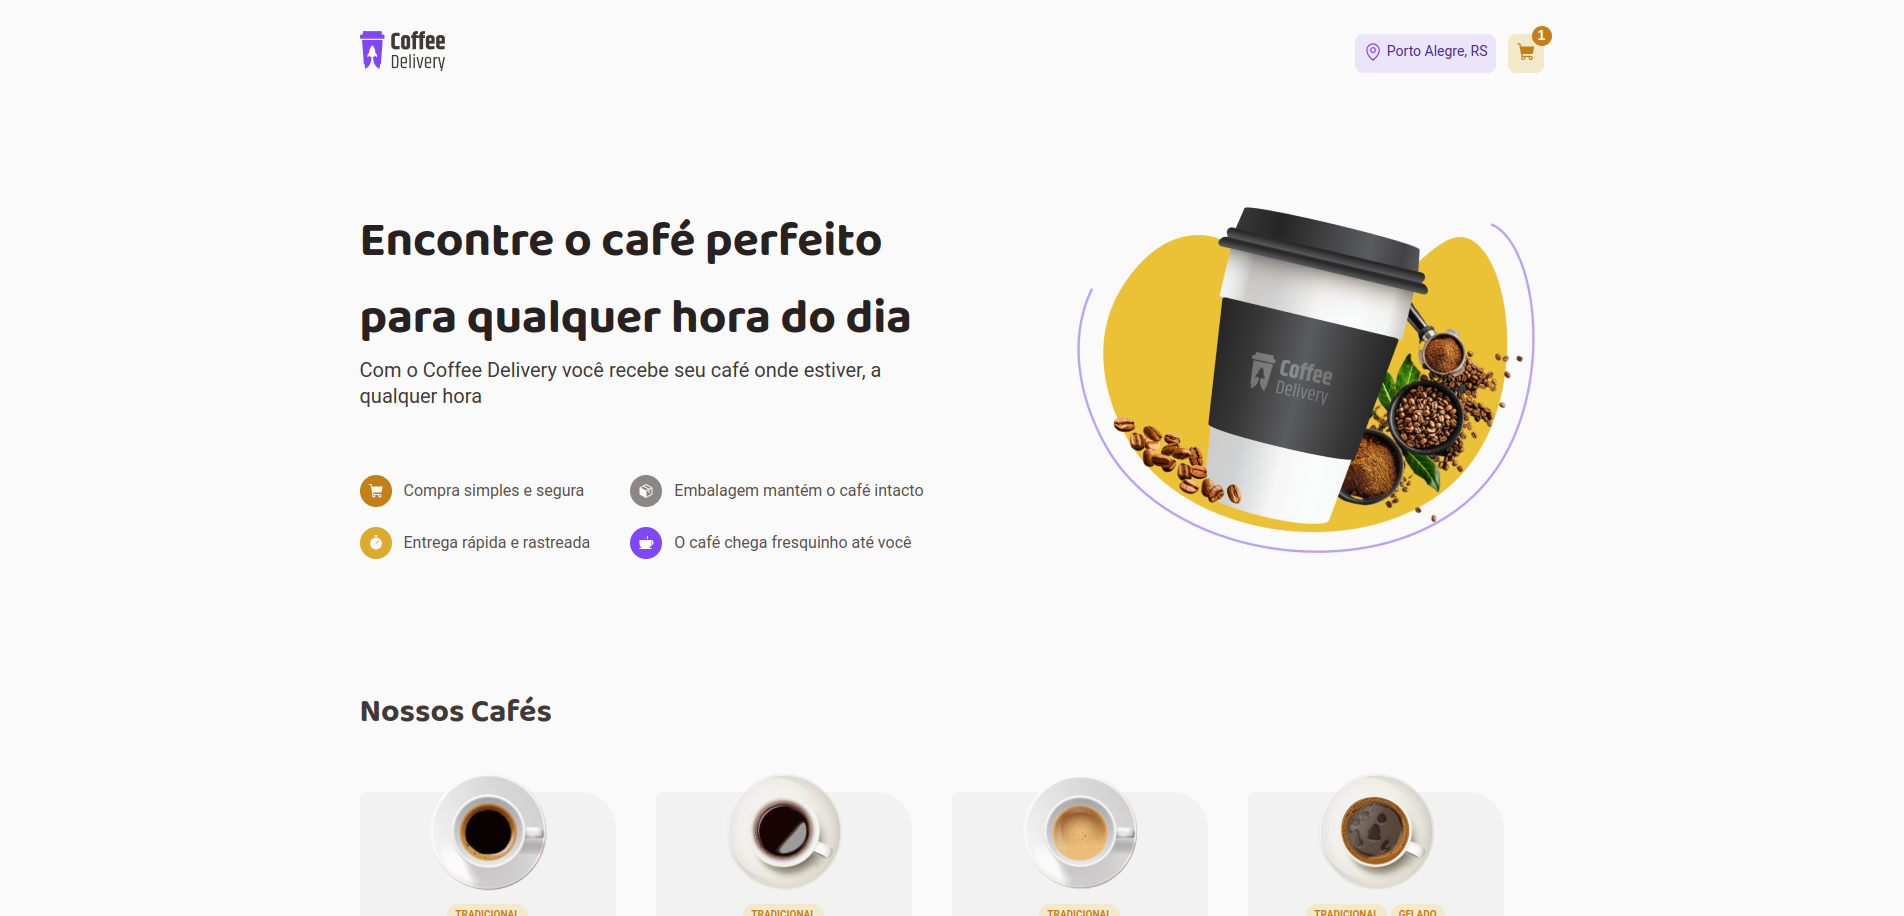 Coffee
Delivery
Porto Alegre, RS
1
Encontre o café perfeito
para qualquer hora do dia
Com o Coffee Delivery você recebe seu café onde estiver, a
qualquer hora
Coffee
Delivery
Compra simples e segura
Embalagem mantém o café intacto
Entrega rápida e rastreada
O café chega fresquinho até você
Nossos Cafés
TRADICIONAL
TRADICIONAL
TRADICIONAL
TRADICIONAL
GELADO